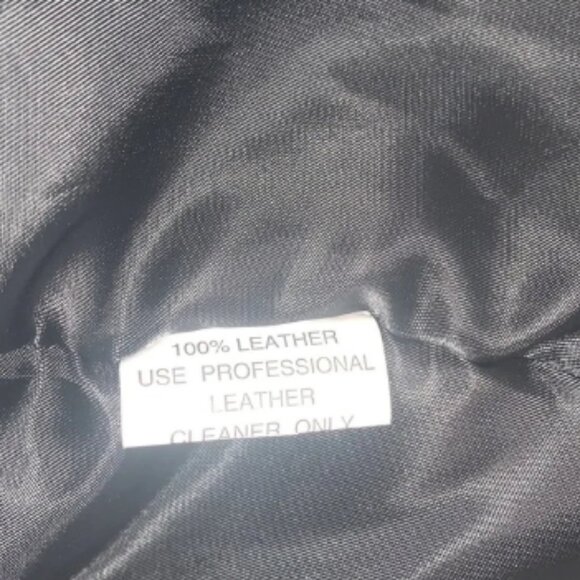 100% LEATHER
USE PROFESSIONAL
LEATHER
CLEANER ONLY